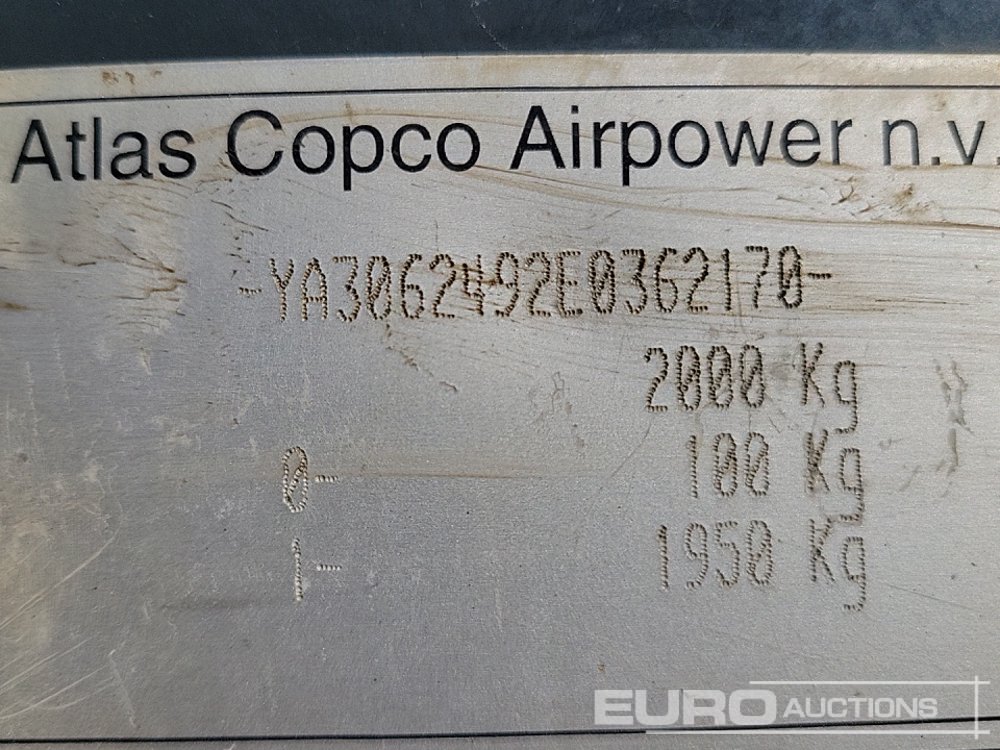 Atlas Copco Airpower n.v.
-YA3062492E0362170-
2000 Kg
0- 100 Kg
1- 1950 Kg
EURO AUCTIONS